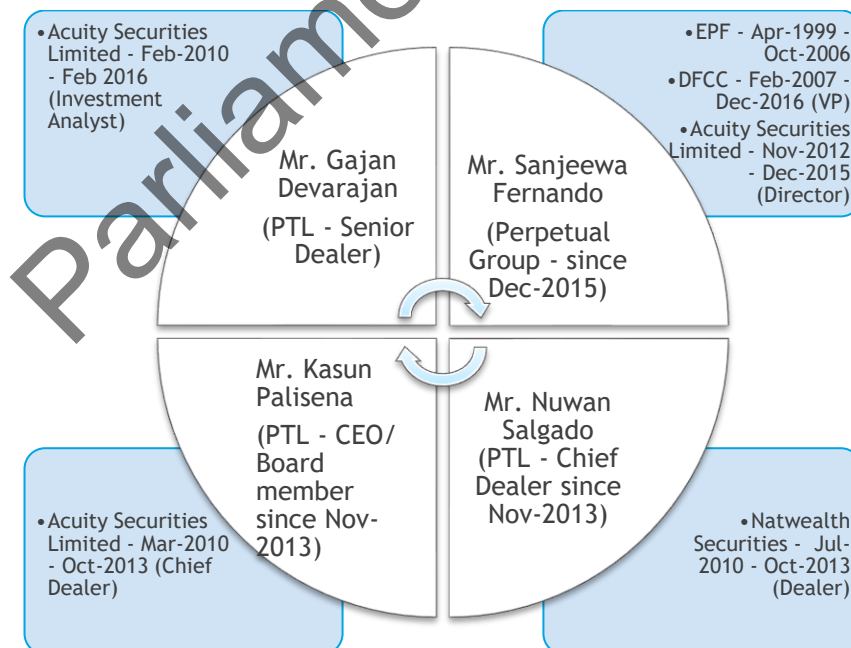 •Acuity Securities
Limited - Feb-2010
- Feb 2016
(Investment
Analyst)
•EPF - Apr-1999 -
Oct-2006
•DFCC - Feb-2007 -
Dec-2016 (VP)
•Acuity Securities
Limited - Nov-2012
- Dec-2015
(Director)
Mr. Gajan
Devarajan
(PTL - Senior
Dealer)
Mr. Sanjeewa
Fernando
(Perpetual
Group - since
Dec-2015)
Mr. Kasun
Palisena
(PTL - CEO/
Board
member
since Nov-
2013)
Mr. Nuwan
Salgado
(PTL - Chief
Dealer since
Nov-2013)
•Acuity Securities
Limited - Mar-2010
- Oct-2013 (Chief
Dealer)
•Natwealth
Securities - Jul-
2010 - Oct-2013
(Dealer)